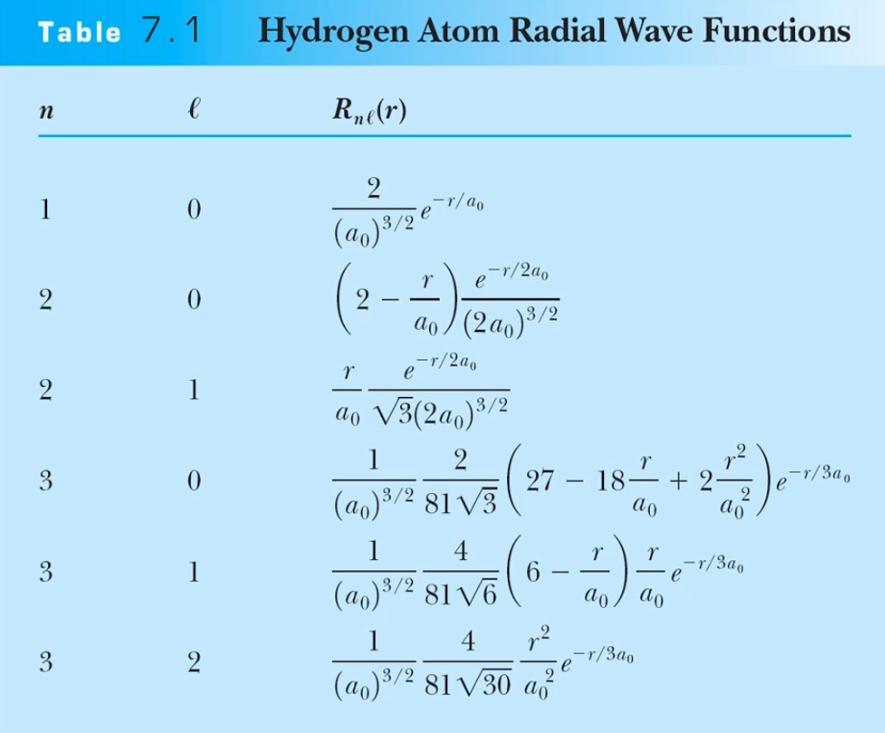 Table 7.1 Hydrogen Atom Radial Wave Functions
n ℓ Rₙℓ(r)
1 0 \frac{2}{(a_0)^{3/2}} e^{-r/a_0}
2 0 \left(2 - \frac{r}{a_0}\right) \frac{e^{-r/2a_0}}{(2a_0)^{3/2}}
2 1 \frac{r}{a_0} \frac{e^{-r/2a_0}}{\sqrt{3}(2a_0)^{3/2}}
3 0 \frac{1}{(a_0)^{3/2}} \frac{2}{81\sqrt{3}} \left(27 - 18\frac{r}{a_0} + 2\frac{r^2}{a_0^2}\right) e^{-r/3a_0}
3 1 \frac{1}{(a_0)^{3/2}} \frac{4}{81\sqrt{6}} \left(6 - \frac{r}{a_0}\right) \frac{r}{a_0} e^{-r/3a_0}
3 2 \frac{1}{(a_0)^{3/2}} \frac{4}{81\sqrt{30}} \frac{r^2}{a_0^2} e^{-r/3a_0}